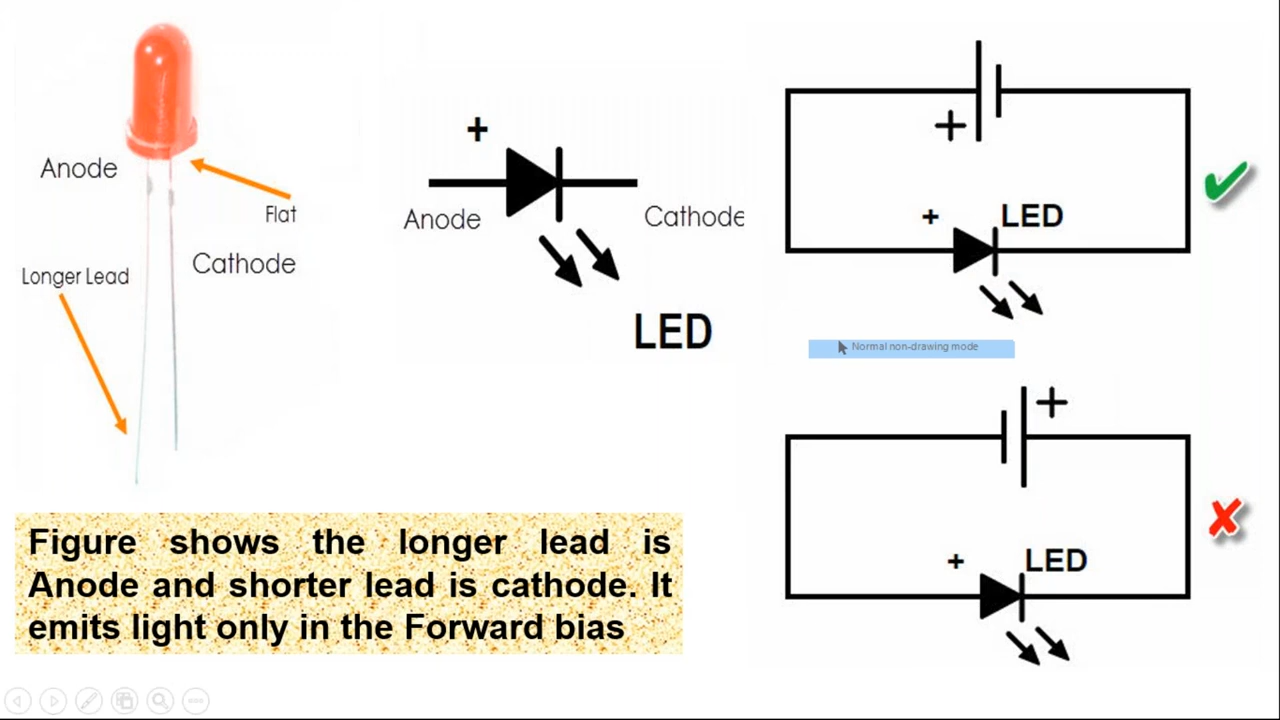 Anode
Flat
Cathode
Longer Lead
+
Anode
Cathode
LED
+
+
LED
Normal non-drawing mode
+
+
LED
Figure shows the longer lead is
Anode and shorter lead is cathode. It
emits light only in the Forward bias